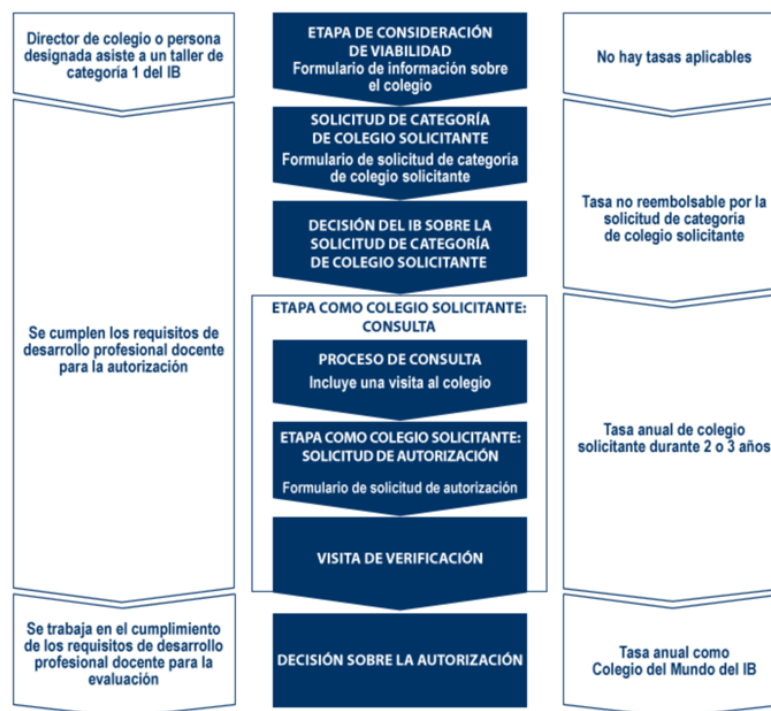 Director de colegio o persona
designada asiste a un taller de
categoría 1 del IB
Se cumplen los requisitos de
desarrollo profesional docente
para la autorización
Se trabaja en el cumplimiento
de los requisitos de desarrollo
profesional docente para la
evaluación
ETAPA DE CONSIDERACIÓN
DE VIABILIDAD
Formulario de información sobre
el colegio
SOLICITUD DE CATEGORÍA
DE COLEGIO SOLICITANTE
Formulario de solicitud de categoría
de colegio solicitante
DECISIÓN DEL IB SOBRE LA
SOLICITUD DE CATEGORÍA
DE COLEGIO SOLICITANTE
ETAPA COMO COLEGIO SOLICITANTE:
CONSULTA
PROCESO DE CONSULTA
Incluye una visita al colegio
ETAPA COMO COLEGIO SOLICITANTE:
SOLICITUD DE AUTORIZACIÓN
Formulario de solicitud de autorización
VISITA DE VERIFICACIÓN
DECISIÓN SOBRE LA AUTORIZACIÓN
No hay tasas aplicables
Tasa no reembolsable por la
solicitud de categoría
de colegio solicitante
Tasa anual de colegio
solicitante durante 2 o 3 años
Tasa anual como
Colegio del Mundo del IB